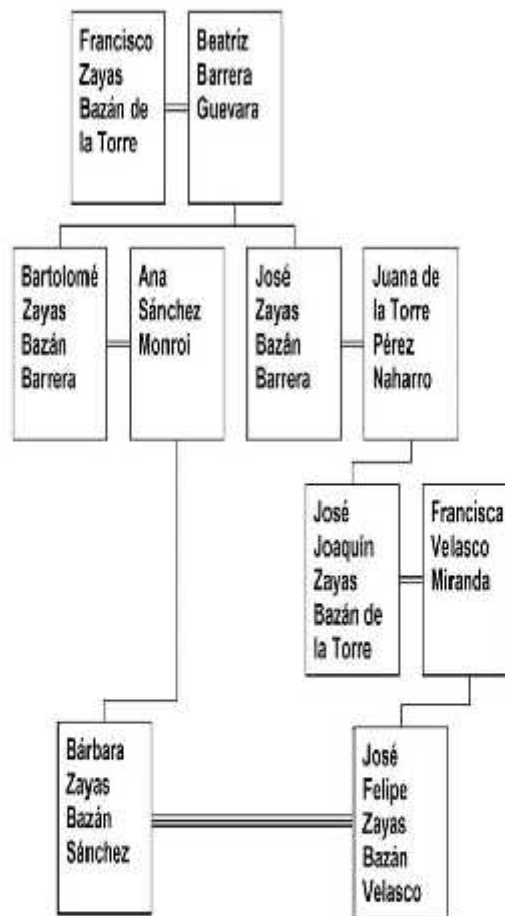 Francisco
Zayas
Bazán de
la Torre
Beatriz
Barrera
Guevara
Bartolomé
Zayas
Bazán
Barrera
Ana
Sánchez
Monroi
José
Zayas
Bazân
Barrera
Juana de
la Torre
Pérez
Naharro
José
Joaquín
Zayas
Bazán de
la Torre
Francisca
Velasco
Miranda
Bárbara
Zayas
Bazán
Sánchez
José
Felipe
Zayas
Bazán
Velasco